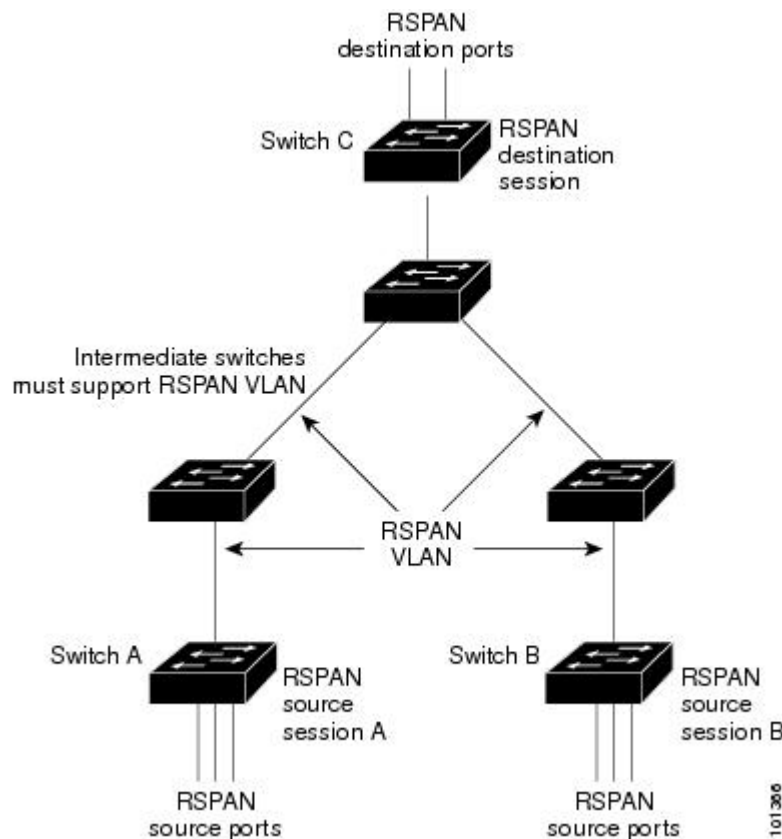 RSPAN
destination ports
Switch C
RSPAN
destination
session
Intermediate switches
must support RSPAN VLAN
RSPAN
VLAN
Switch A
RSPAN
source
session A
Switch B
RSPAN
source
session B
RSPAN
source ports
RSPAN
source ports
101366